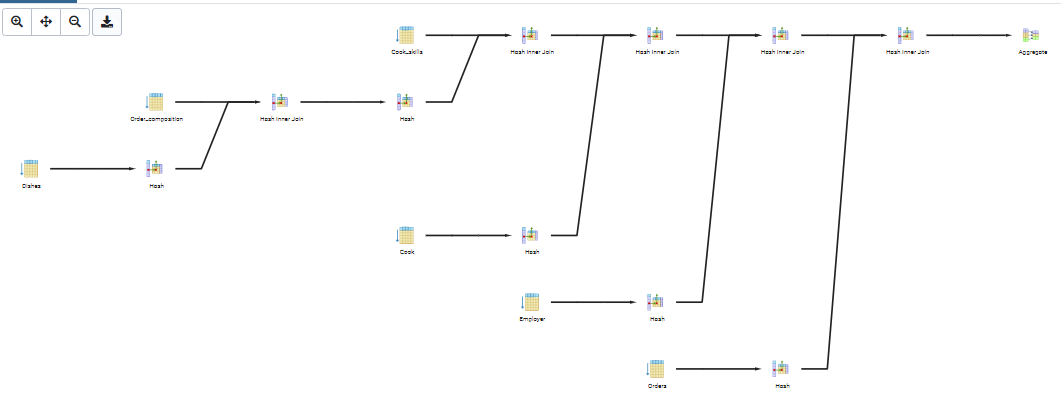 Cook_skills
Hash Inner Join
Hash Inner Join
Hash Inner Join
Hash Inner Join
Aggregate
Order_composition
Hash Inner Join
Hash
Dishes
Hash
Cook
Hash
Employer
Hash
Orders
Hash